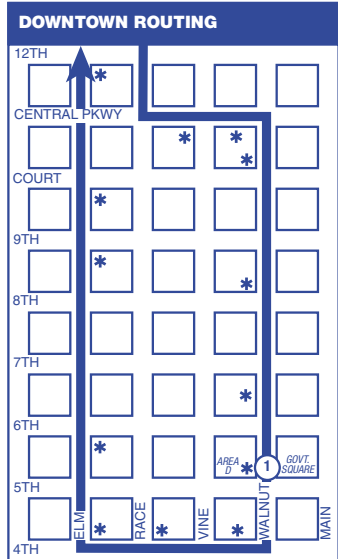 DOWNTOWN ROUTING
12TH
CENTRAL PKWY
COURT
9TH
8TH
7TH
6TH
AREA
D
1
GOVT.
SQUARE
5TH
ELM
RACE
VINE
WALNUT
MAIN
4TH